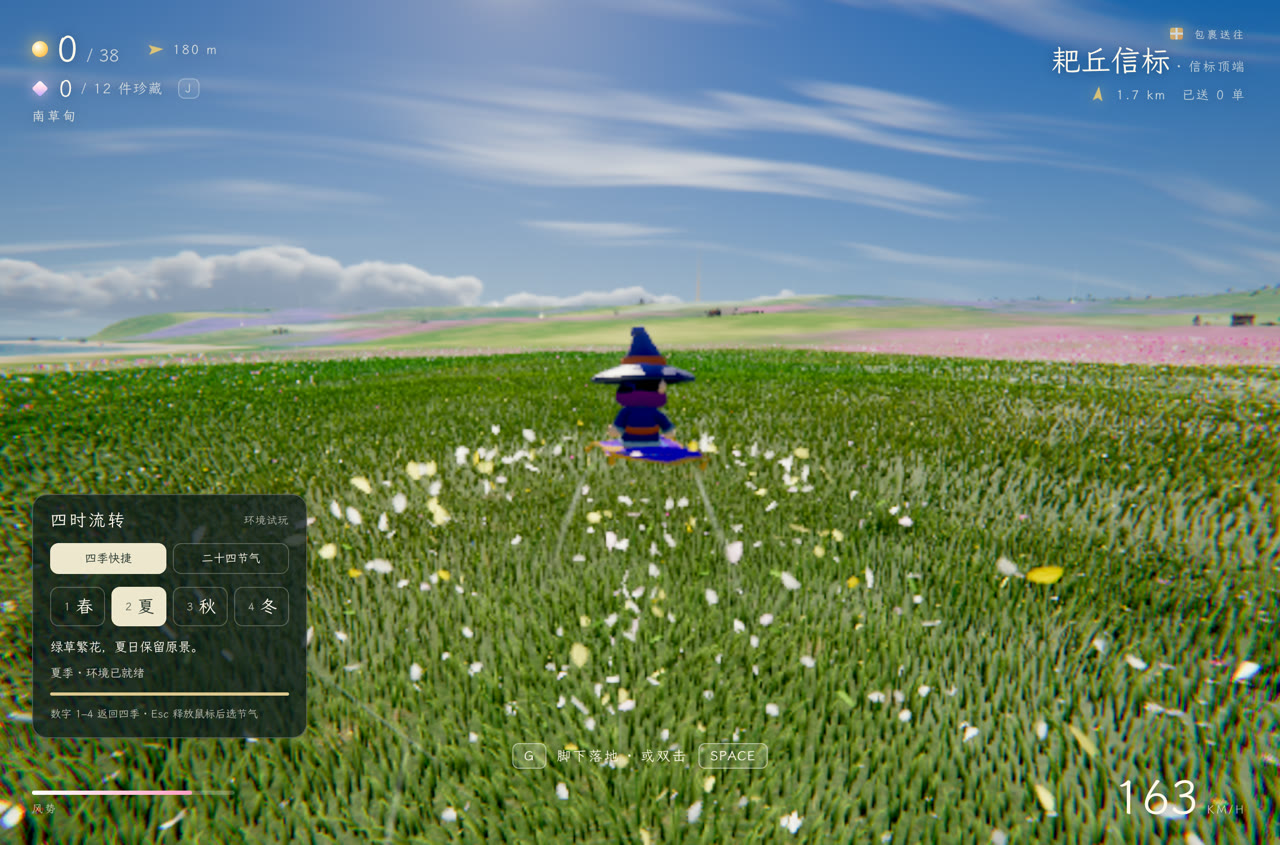 0 / 38 180 m
0 / 12 件珍藏 J
南草甸
包裹送往
耙丘信标 · 信标顶端
1.7 km 已送 0 单
四时流转 环境试玩
四季快捷 二十四节气
1 春 2 夏 3 秋 4 冬
绿草繁花，夏日保留原景。
夏季 · 环境已就绪
数字 1–4 返回四季 · Esc 释放鼠标后选节气
G 脚下落地 · 或双击 SPACE
风势
163 KM/H